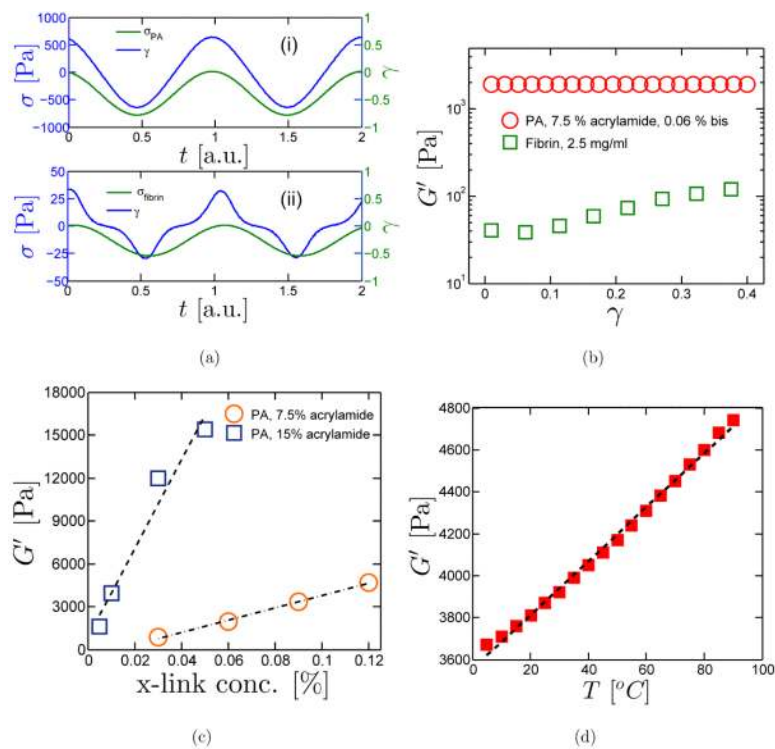 1000
500
0
-500
-1000
σ [Pa]
σPA
γ
(i)
1
0.5
0
-0.5
-1
γ
0 0.5 1 1.5 2
t [a.u.]
50
25
0
-25
-50
σ [Pa]
σfibrin
γ
(ii)
1
0.5
0
-0.5
-1
γ
0 0.5 1 1.5 2
t [a.u.]
(a)
10³
10²
10¹
G′ [Pa]
PA, 7.5 % acrylamide, 0.06 % bis
Fibrin, 2.5 mg/ml
0 0.1 0.2 0.3 0.4
γ
(b)
18000
15000
12000
9000
6000
3000
0
G′ [Pa]
PA, 7.5% acrylamide
PA, 15% acrylamide
0 0.02 0.04 0.06 0.08 0.1 0.12
x-link conc. [%]
(c)
4800
4600
4400
4200
4000
3800
3600
G′ [Pa]
0 20 40 60 80 100
T [°C]
(d)